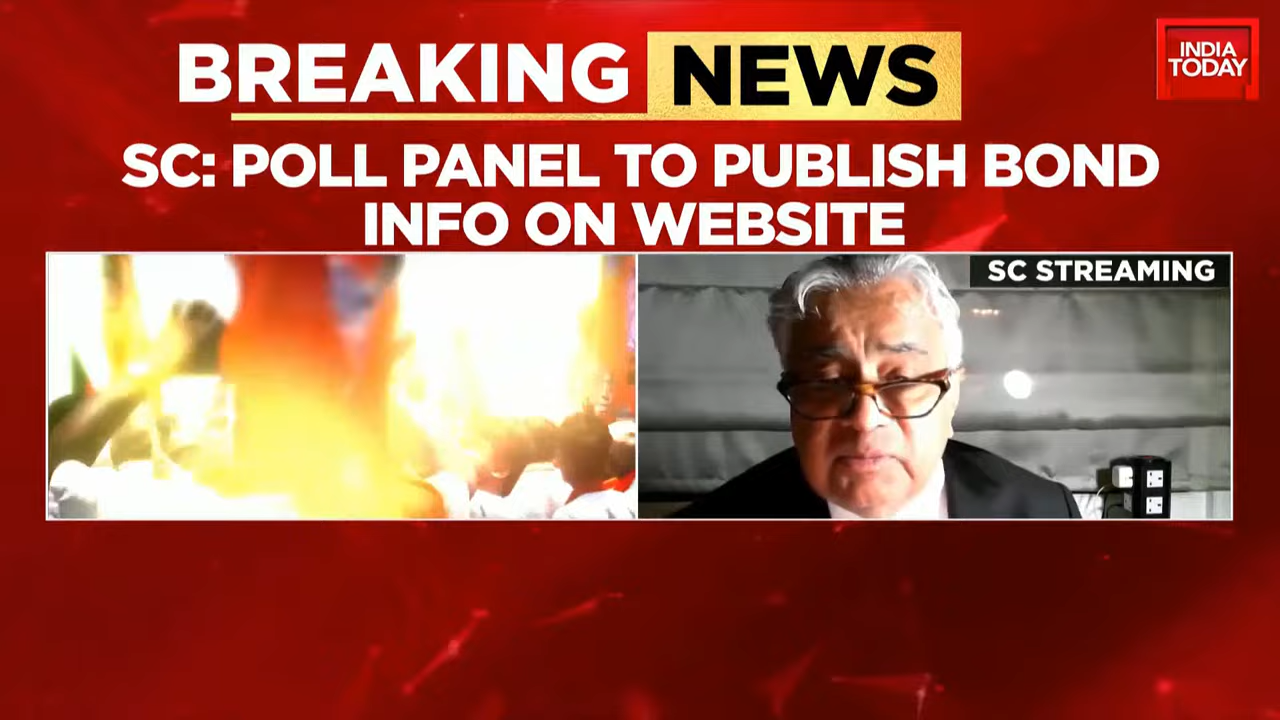 BREAKING NEWS
INDIA
TODAY
SC: POLL PANEL TO PUBLISH BOND
INFO ON WEBSITE
SC STREAMING